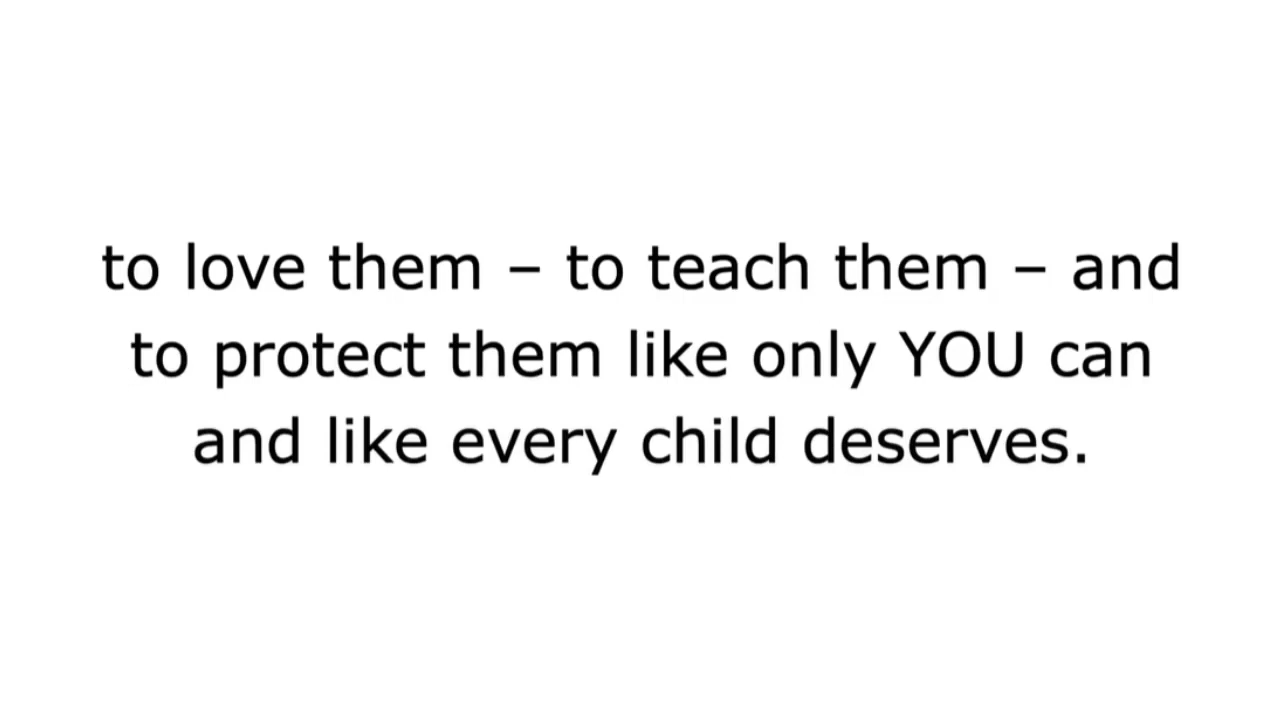 to love them – to teach them – and
to protect them like only YOU can
and like every child deserves.